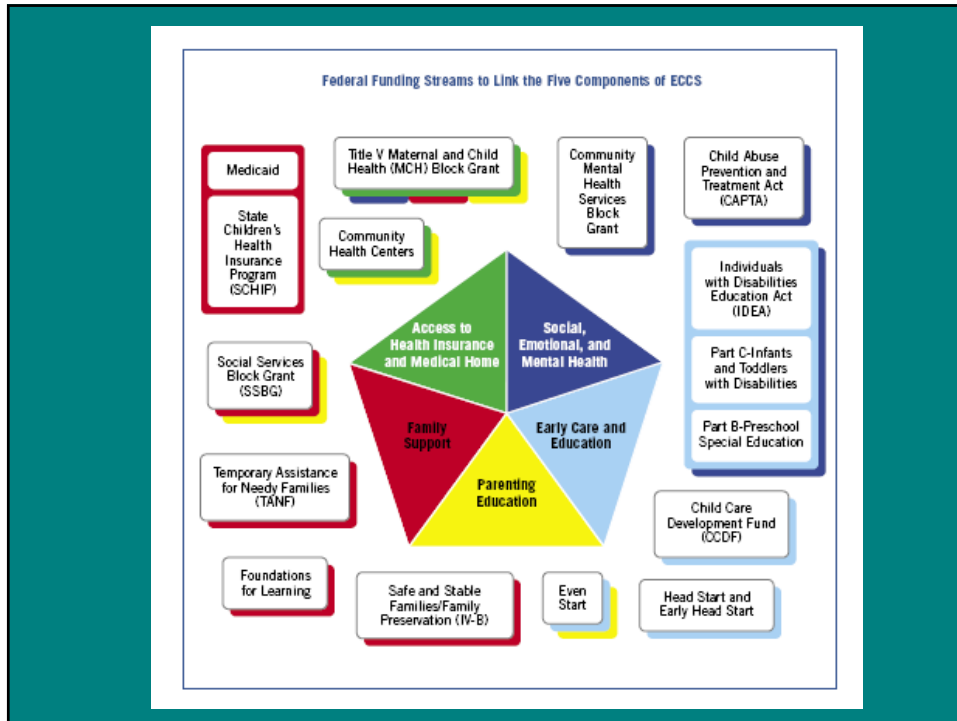 Federal Funding Streams to Link the Five Components of ECCS
Medicaid
State
Children's
Health
Insurance
Program
(SCHIP)
Title V Maternal and Child
Health (MCH) Block Grant
Community
Health Centers
Community
Mental
Health
Services
Block
Grant
Child Abuse
Prevention and
Treatment Act
(CAPTA)
Individuals
with Disabilities
Education Act
(IDEA)
Part C-Infants
and Toddlers
with Disabilities
Part B-Preschool
Special Education
Access to
Health Insurance
and Medical Home
Social,
Emotional, and
Mental Health
Family
Support
Early Care and
Education
Parenting
Education
Social Services
Block Grant
(SSBG)
Temporary Assistance
for Needy Families
(TANF)
Foundations
for Learning
Safe and Stable
Families/Family
Preservation (IV-B)
Even
Start
Child Care
Development Fund
(CCDF)
Head Start and
Early Head Start